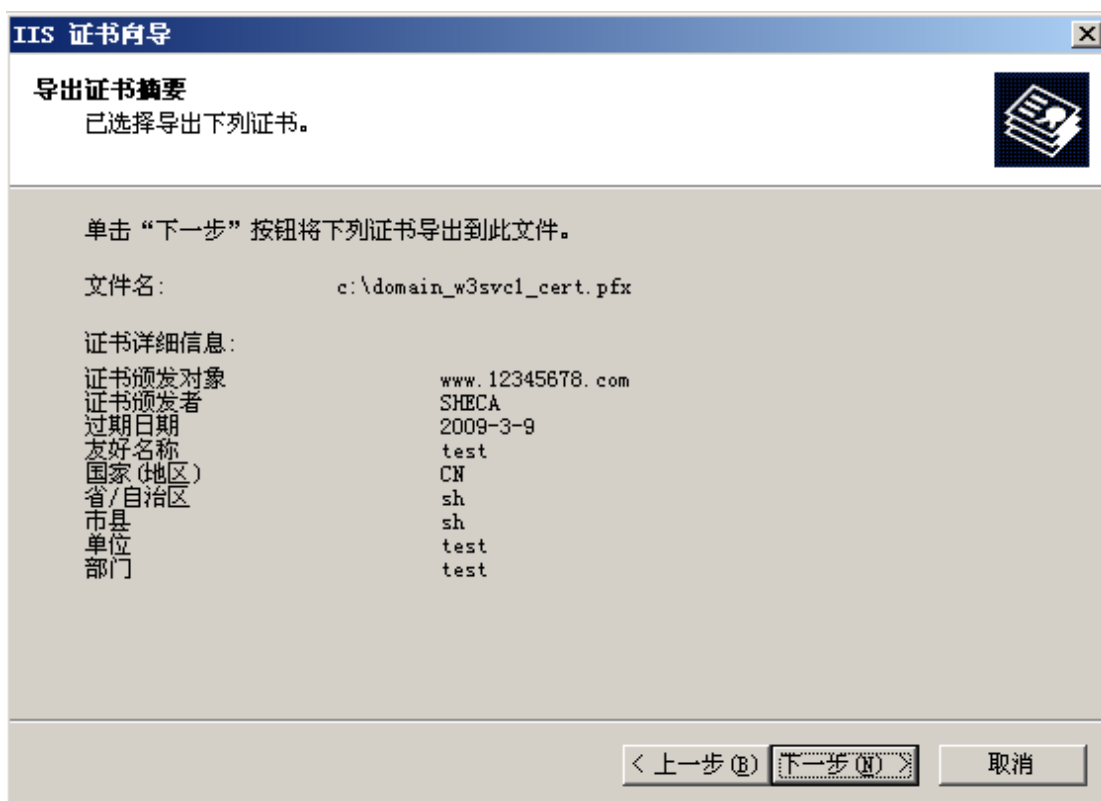 IIS 证书向导
导出证书摘要
已选择导出下列证书。
单击“下一步”按钮将下列证书导出到此文件。
文件名: c:\domain_w3svc1_cert.pfx
证书详细信息:
证书颁发对象 www.12345678.com
证书颁发者 SHECA
过期日期 2009-3-9
友好名称 test
国家(地区) CN
省/自治区 sh
市县 sh
单位 test
部门 test
< 上一步(B) 下一步(N) > 取消